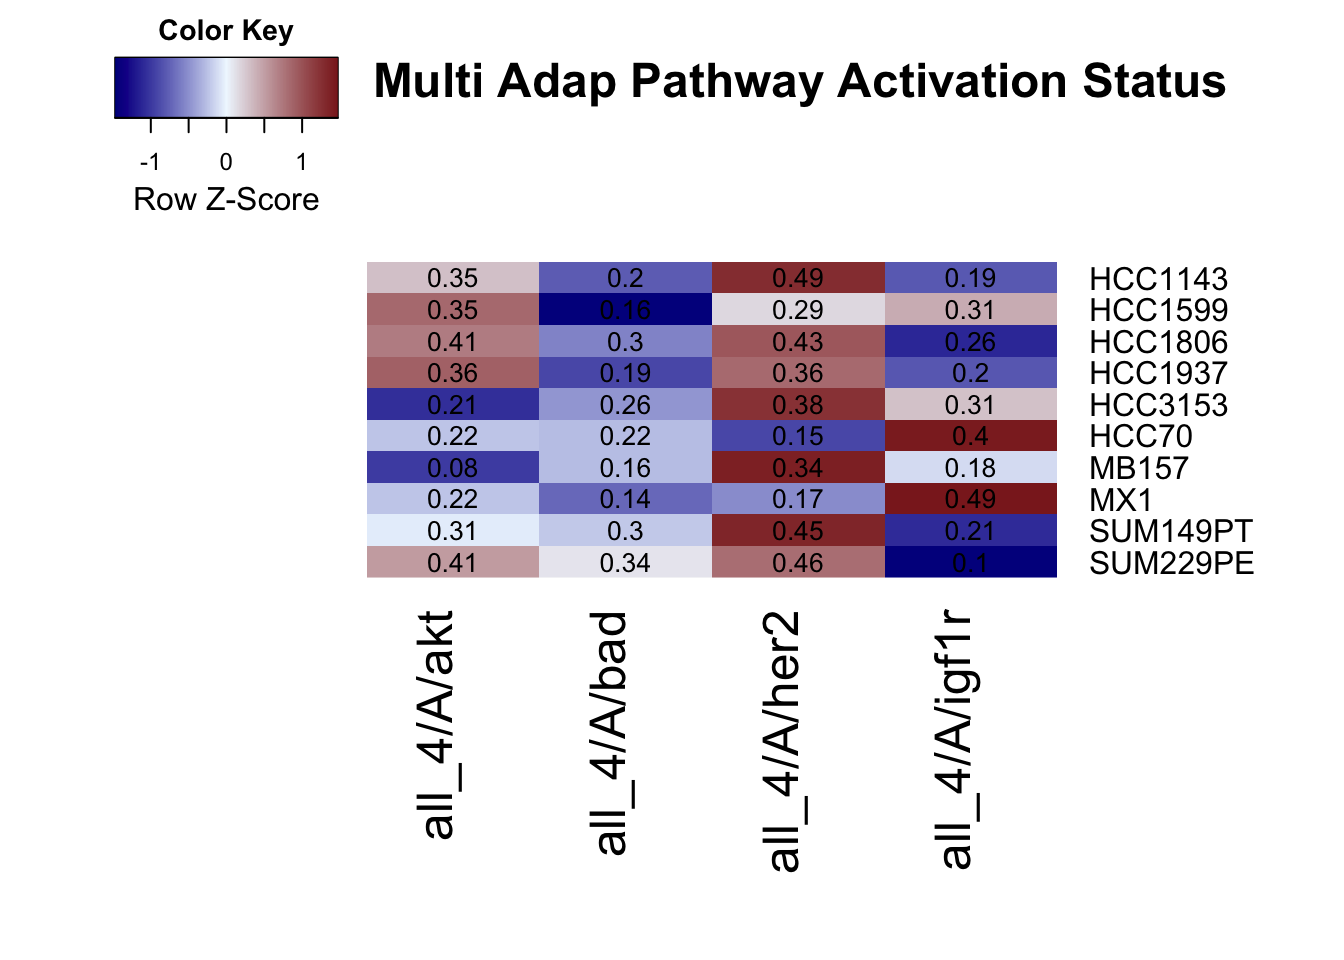 Color Key
-1 0 1
Row Z-Score
Multi Adap Pathway Activation Status
0.35 0.2 0.49 0.19 HCC1143
0.35 0.16 0.29 0.31 HCC1599
0.41 0.3 0.43 0.26 HCC1806
0.36 0.19 0.36 0.2 HCC1937
0.21 0.26 0.38 0.31 HCC3153
0.22 0.22 0.15 0.4 HCC70
0.08 0.16 0.34 0.18 MB157
0.22 0.14 0.17 0.49 MX1
0.31 0.3 0.45 0.21 SUM149PT
0.41 0.34 0.46 0.1 SUM229PE
all_4/A/akt
all_4/A/bad
all_4/A/her2
all_4/A/igf1r